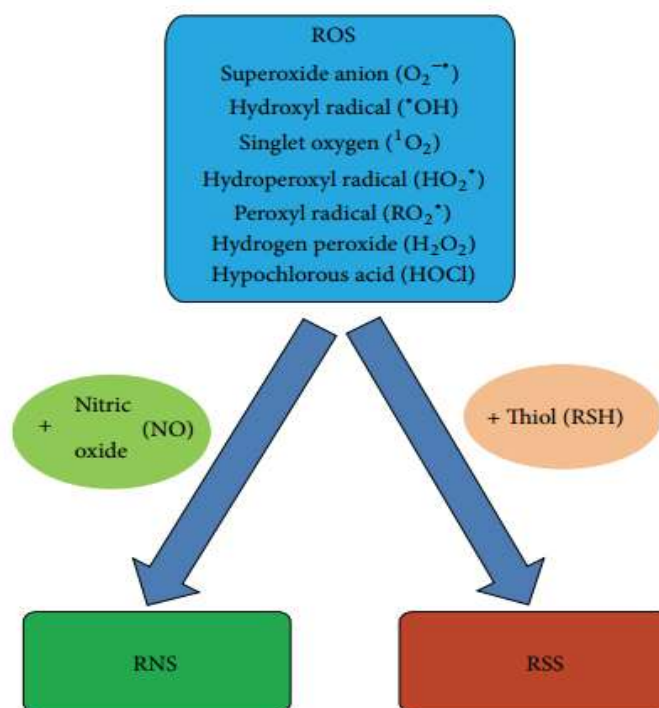 ROS
Superoxide anion (O₂⁻•)
Hydroxyl radical (•OH)
Singlet oxygen (¹O₂)
Hydroperoxyl radical (HO₂•)
Peroxyl radical (RO₂•)
Hydrogen peroxide (H₂O₂)
Hypochlorous acid (HOCl)
+ Nitric oxide (NO)
+ Thiol (RSH)
RNS
RSS